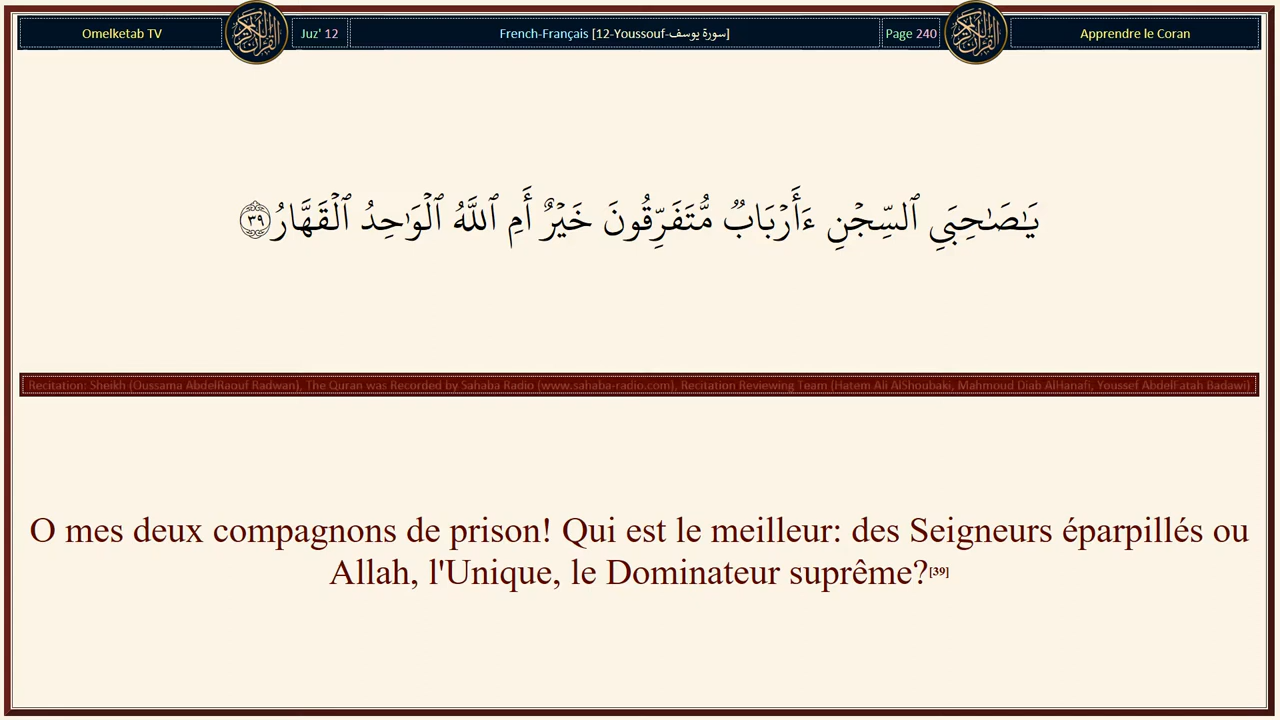 Omelketab TV
Juz' 12
French-Français [12-Youssouf-سورة يوسف]
Page 240
Apprendre le Coran
يَٰصَٰحِبَيِ ٱلسِّجۡنِ ءَأَرۡبَابٞ مُّتَفَرِّقُونَ خَيۡرٌ أَمِ ٱللَّهُ ٱلۡوَٰحِدُ ٱلۡقَهَّارُ ٣٩
Recitation: Sheikh (Oussama AbdelRaouf Radwan), The Quran was Recorded by Sahaba Radio (www.sahaba-radio.com), Recitation Reviewing Team (Hatem Ali AlShoubaki, Mahmoud Diab AlHanafi, Youssef AbdelFatah Badawi)
O mes deux compagnons de prison! Qui est le meilleur: des Seigneurs éparpillés ou
Allah, l'Unique, le Dominateur suprême?[39]